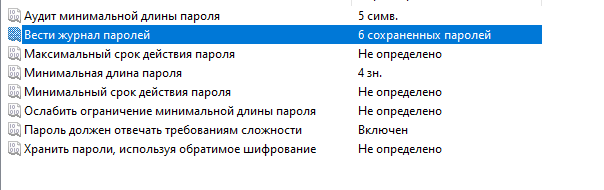 Аудит минимальной длины пароля 5 симв.
Вести журнал паролей 6 сохраненных паролей
Максимальный срок действия пароля Не определено
Минимальная длина пароля 4 зн.
Минимальный срок действия пароля Не определено
Ослабить ограничение минимальной длины пароля Не определено
Пароль должен отвечать требованиям сложности Включен
Хранить пароли, используя обратимое шифрование Не определено